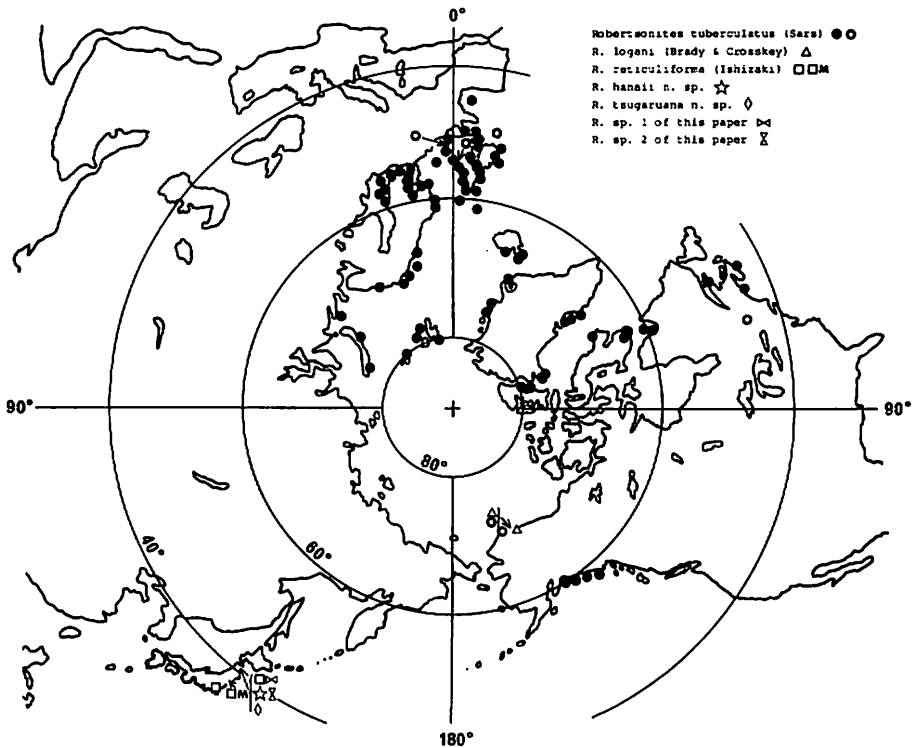 0°
Robertsonites tuberculatus (Sars) ● ○
R. logani (Brady & Crosskey) △
R. reticuliforma (Ishizaki) □ □M
R. hanaii n. sp. ☆
R. tsugaruana n. sp. ◊
R. sp. 1 of this paper ⋈
R. sp. 2 of this paper ⧖
90°
90°
80°
60°
40°
M
180°